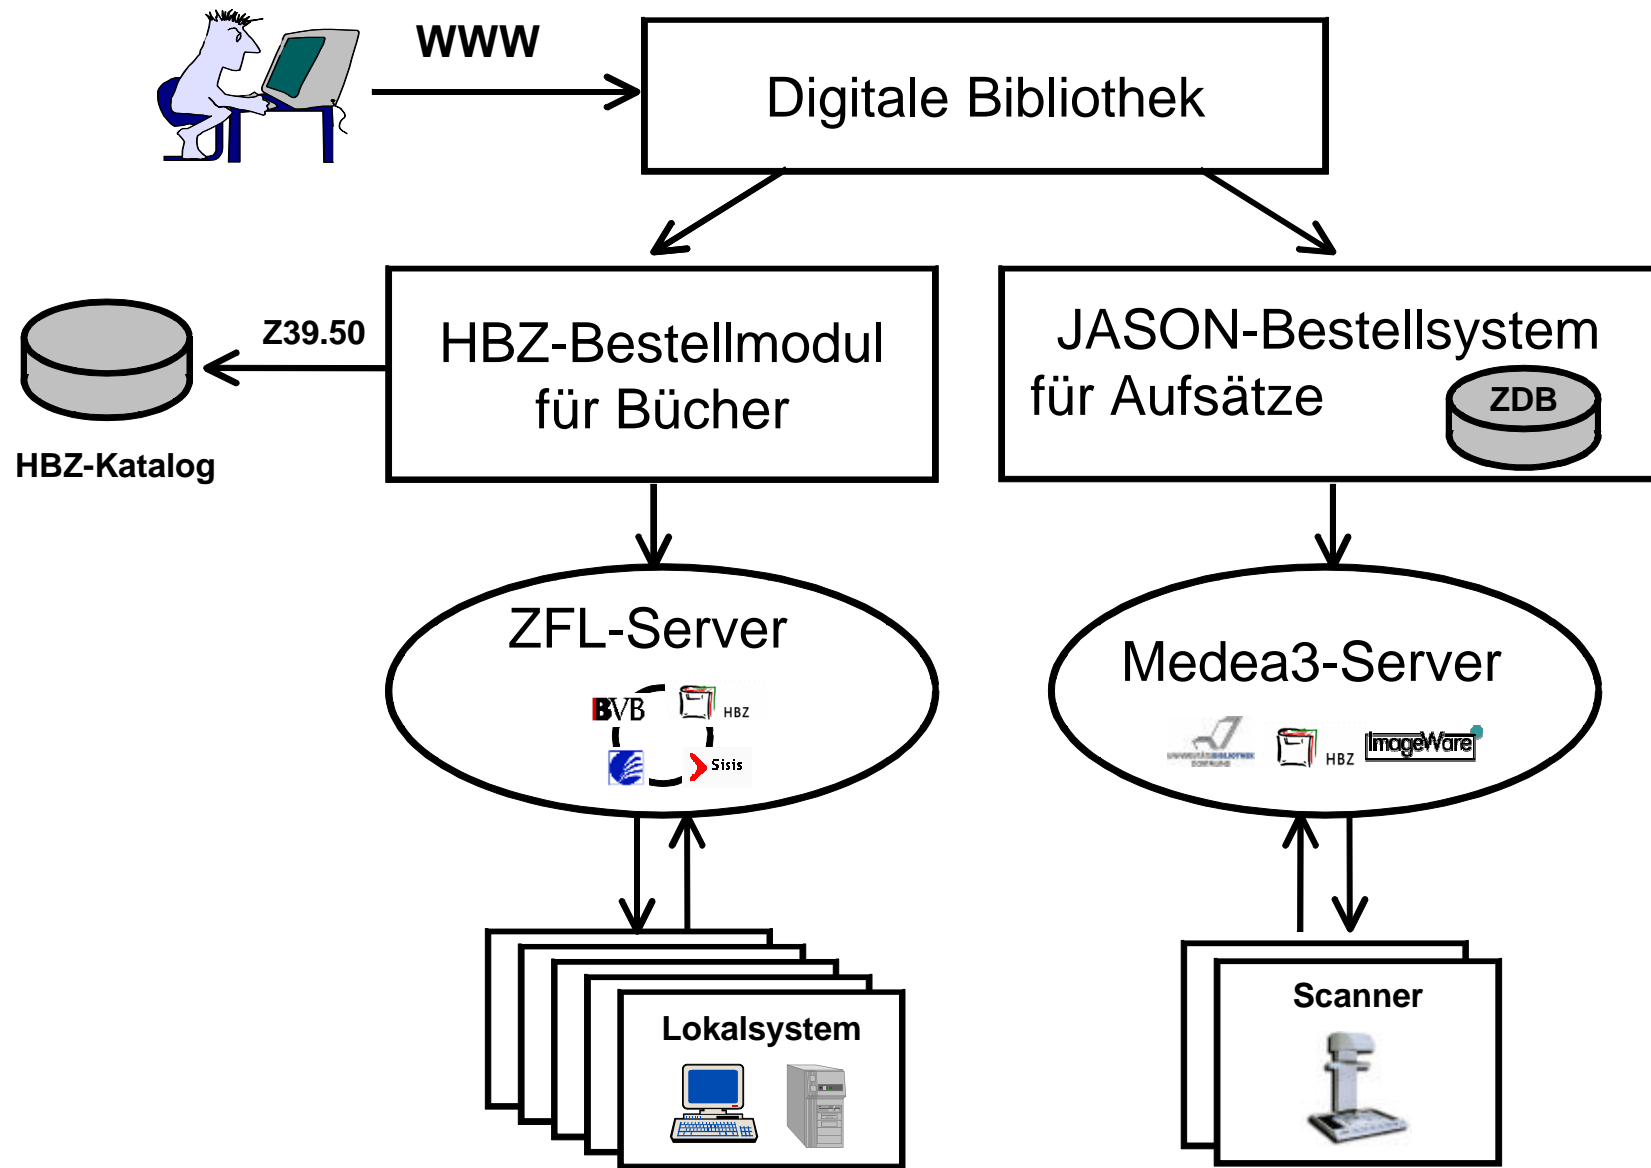 WWW
Digitale Bibliothek
Z39.50
HBZ-Katalog
HBZ-Bestellmodul
für Bücher
JASON-Bestellsystem
für Aufsätze
ZDB
ZFL-Server
BVB
HBZ
Sisis
Medea3-Server
HBZ
ImageWare
Lokalsystem
Scanner